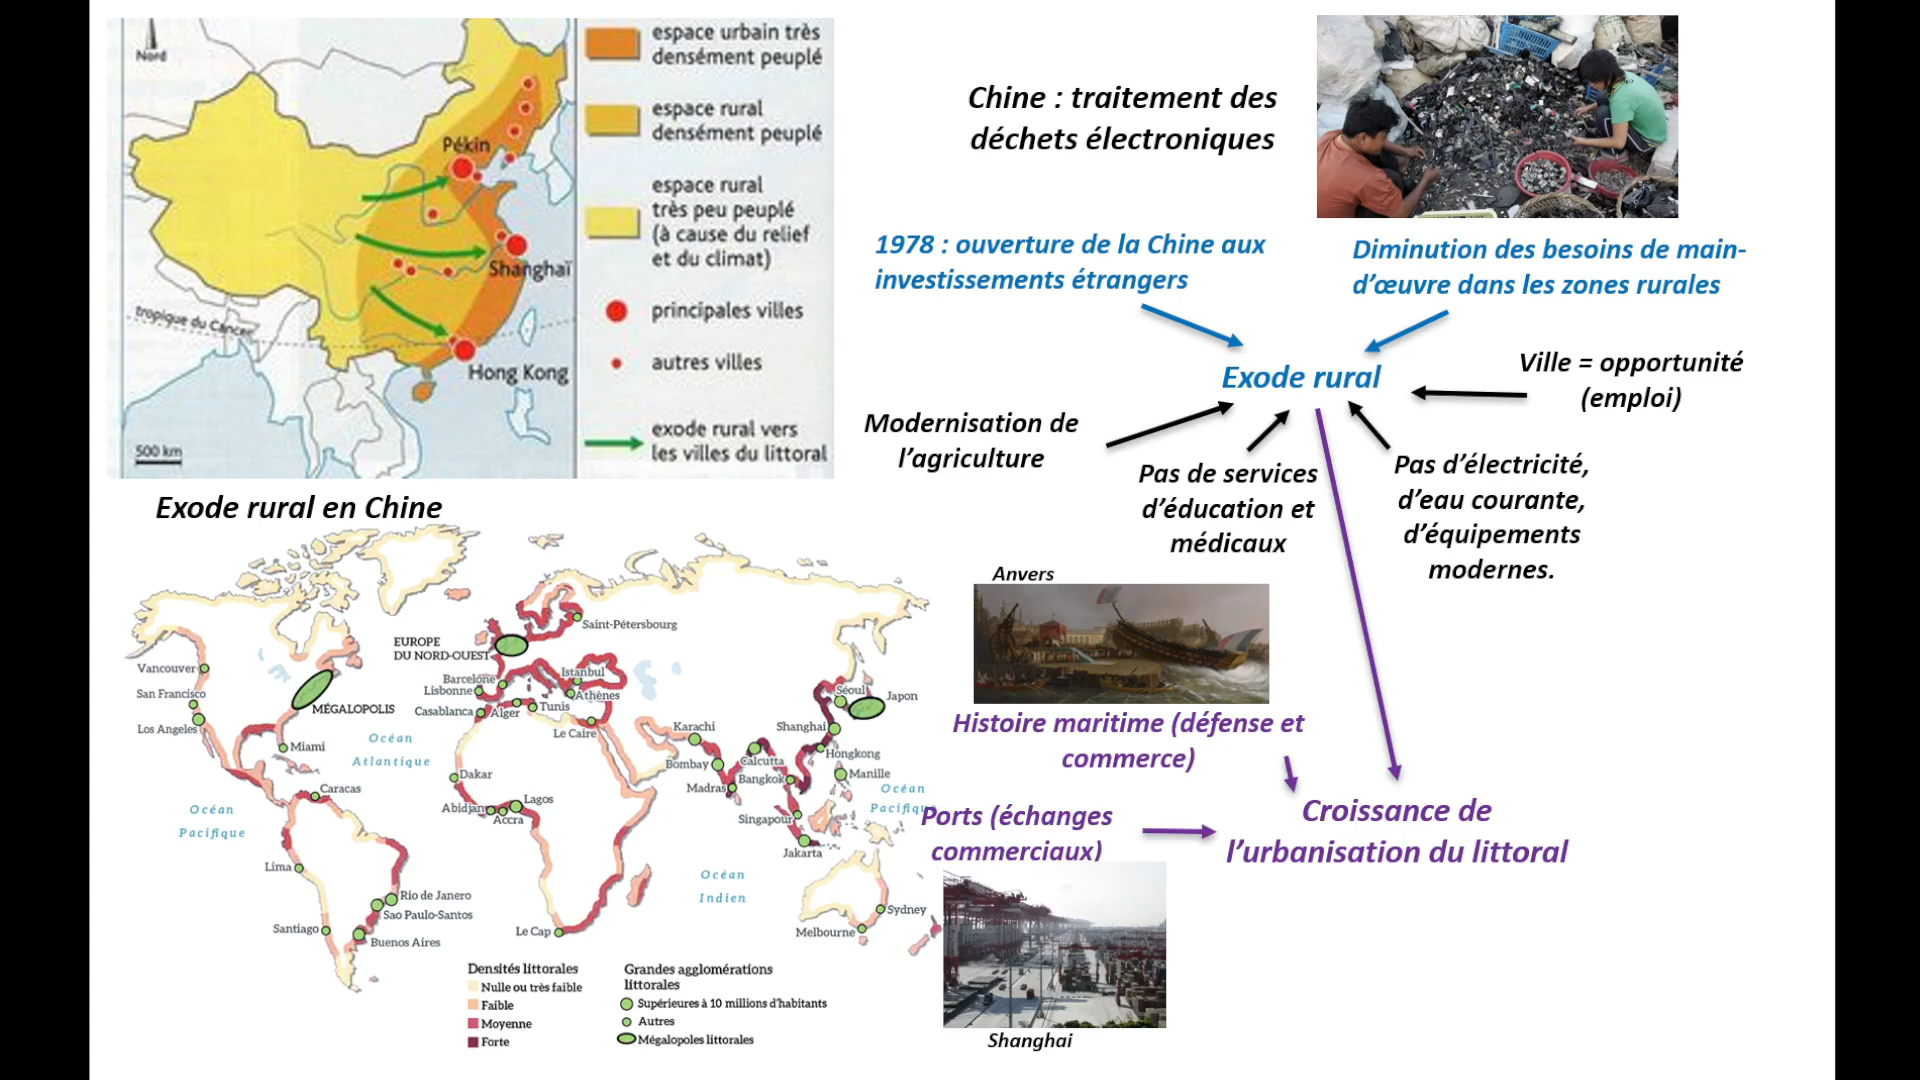 Nord
Pékin
Shanghaï
tropique du Cancer
Hong Kong
500 km
espace urbain très
densément peuplé
espace rural
densément peuplé
espace rural
très peu peuplé
(à cause du relief
et du climat)
principales villes
autres villes
exode rural vers
les villes du littoral
Exode rural en Chine
Chine : traitement des
déchets électroniques
1978 : ouverture de la Chine aux
investissements étrangers
Diminution des besoins de main-
d’œuvre dans les zones rurales
Exode rural
Ville = opportunité
(emploi)
Modernisation de
l’agriculture
Pas de services
d’éducation et
médicaux
Pas d’électricité,
d’eau courante,
d’équipements
modernes.
Anvers
Histoire maritime (défense et
commerce)
Ports (échanges
commerciaux)
Croissance de
l’urbanisation du littoral
Shanghai
EUROPE
DU NORD-OUEST
Saint-Pétersbourg
Vancouver
San Francisco
Los Angeles
MÉGALOPOLIS
Miami
Barcelone
Lisbonne
Casablanca
Alger
Tunis
Istanbul
Athènes
Le Caire
Séoul
Japon
Shanghai
Hongkong
Karachi
Bombay
Calcutta
Bangkok
Madras
Manille
Singapour
Jakarta
Océan
Atlantique
Océan
Pacifique
Océan
Pacifique
Océan
Indien
Dakar
Abidjan
Accra
Lagos
Caracas
Lima
Rio de Janero
Sao Paulo-Santos
Santiago
Buenos Aires
Le Cap
Sydney
Melbourne
Densités littorales
Nulle ou très faible
Faible
Moyenne
Forte
Grandes agglomérations
littorales
Supérieures à 10 millions d’habitants
Autres
Mégalopoles littorales